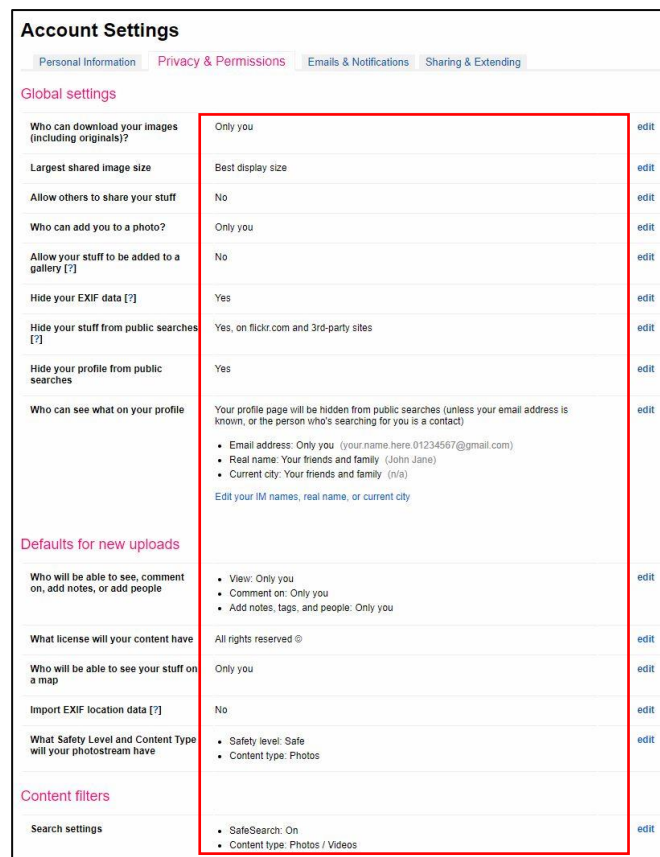 Account Settings
Personal Information Privacy & Permissions Emails & Notifications Sharing & Extending
Global settings
Who can download your images
(including originals)?
Only you
edit
Largest shared image size
Best display size
edit
Allow others to share your stuff
No
edit
Who can add you to a photo?
Only you
edit
Allow your stuff to be added to a
gallery [?]
No
edit
Hide your EXIF data [?]
Yes
edit
Hide your stuff from public searches
[?]
Yes, on flickr.com and 3rd-party sites
edit
Hide your profile from public
searches
Yes
edit
Who can see what on your profile
Your profile page will be hidden from public searches (unless your email address is
known, or the person who's searching for you is a contact)
• Email address: Only you (your.name.here.01234567@gmail.com)
• Real name: Your friends and family (John Jane)
• Current city: Your friends and family (n/a)
Edit your IM names, real name, or current city
edit
Defaults for new uploads
Who will be able to see, comment
on, add notes, or add people
• View: Only you
• Comment on: Only you
• Add notes, tags, and people: Only you
edit
What license will your content have
All rights reserved ©
edit
Who will be able to see your stuff on
a map
Only you
edit
Import EXIF location data [?]
No
edit
What Safety Level and Content Type
will your photostream have
• Safety level: Safe
• Content type: Photos
edit
Content filters
Search settings
• SafeSearch: On
• Content type: Photos / Videos
edit